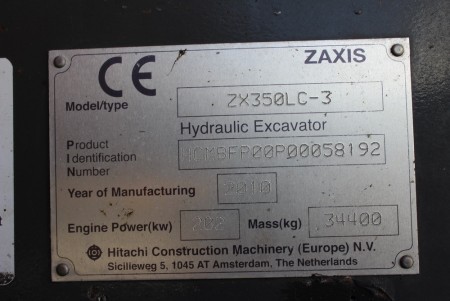 ZAXIS
CE
Model/type ZX350LC-3
Hydraulic Excavator
Product
Identification
Number
Year of Manufacturing 2010
Engine Power(kw) 202 Mass(kg) 34400
Hitachi Construction Machinery (Europe) N.V.
Sicilieweg 5, 1045 AT Amsterdam, The Netherlands